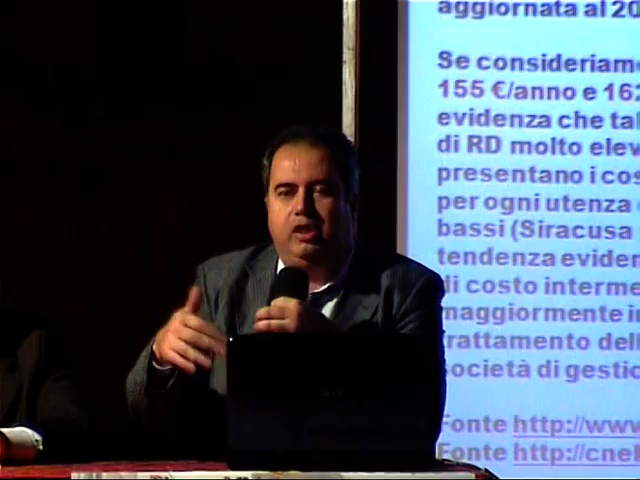 aggiornata al 20
Se consideriamo
155 €/anno e 162
evidenza che tal
di RD molto elev
presentano i cos
per ogni utenza
bassi (Siracusa
tendenza eviden
di costo interme
maggiormente i
trattamento dell
società di gestio
Fonte http://www
Fonte http://cnel